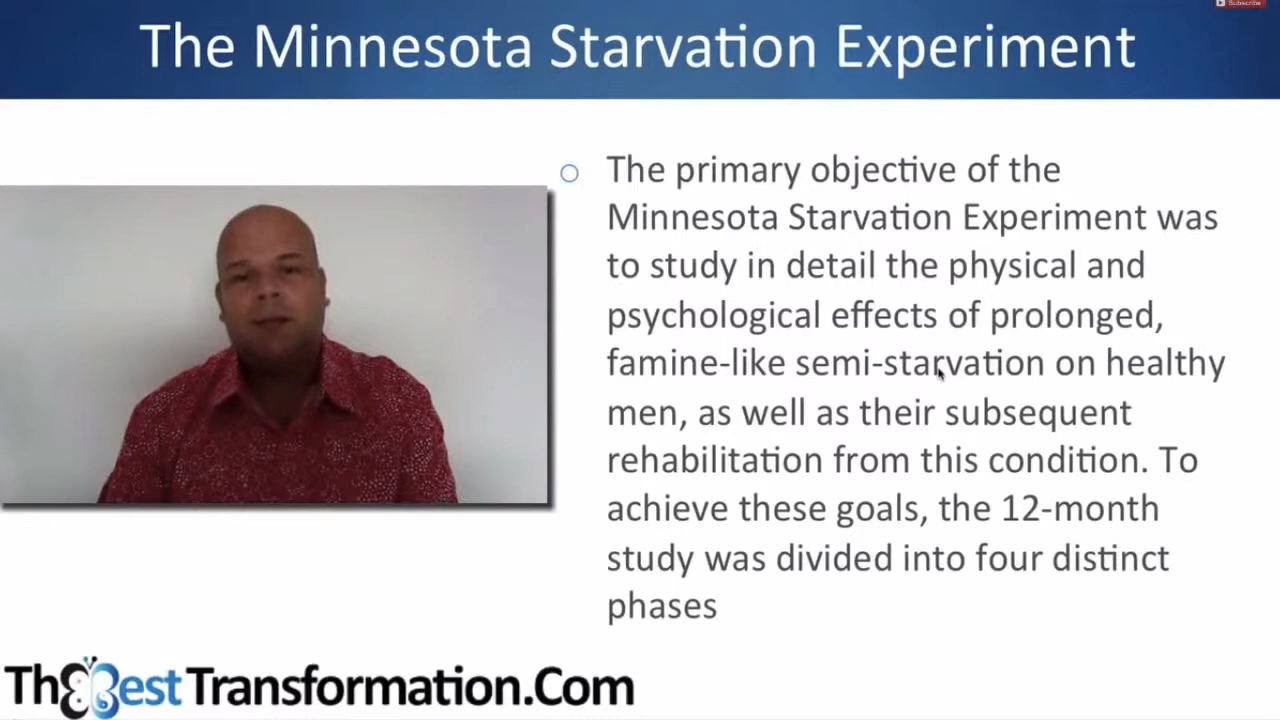 Subscribe
The Minnesota Starvation Experiment
The primary objective of the
Minnesota Starvation Experiment was
to study in detail the physical and
psychological effects of prolonged,
famine-like semi-starvation on healthy
men, as well as their subsequent
rehabilitation from this condition. To
achieve these goals, the 12-month
study was divided into four distinct
phases
TheBestTransformation.Com